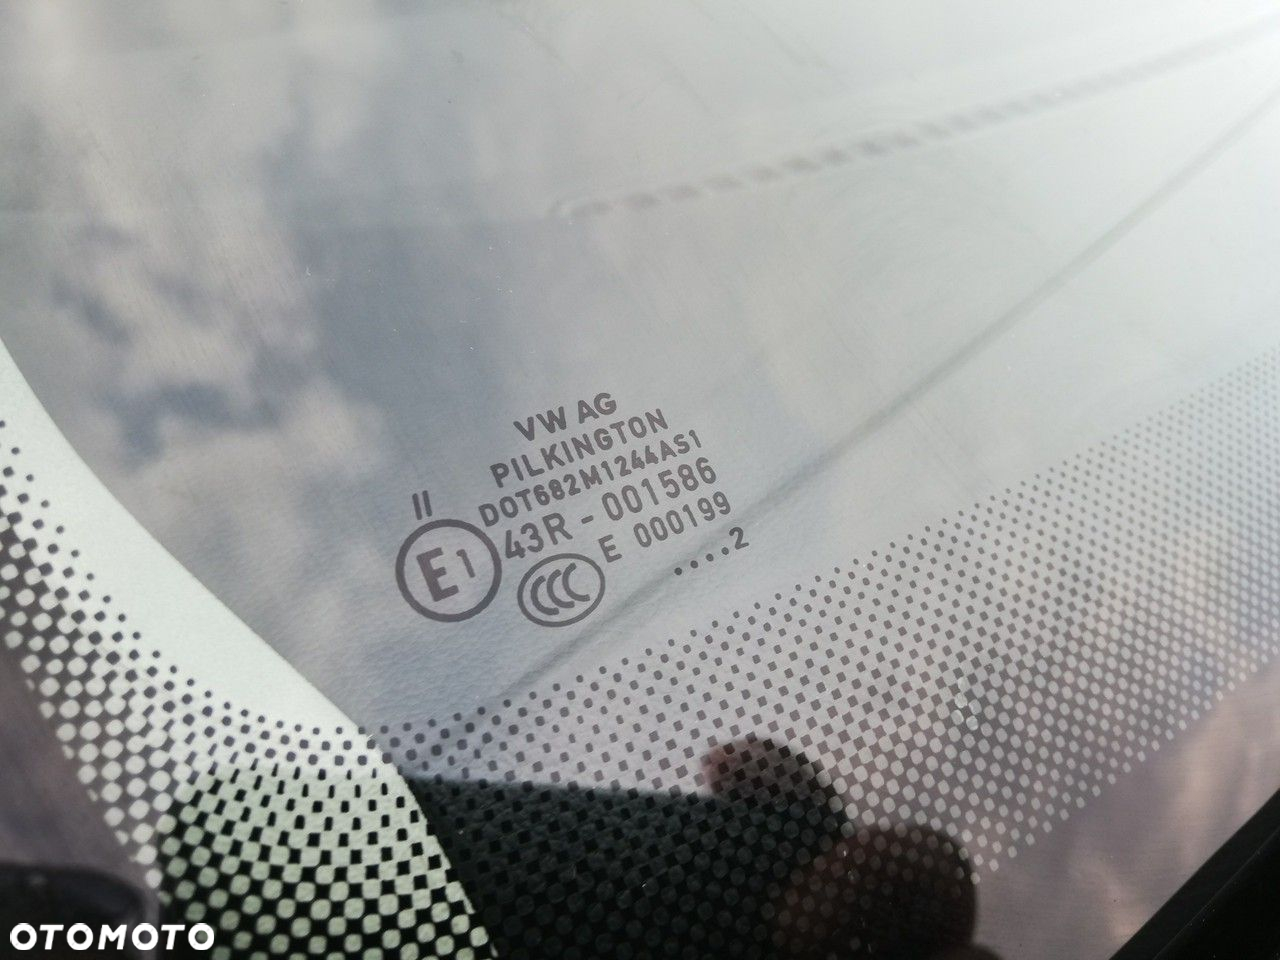 VW AG
PILKINGTON
DOT682M1244AS1
II
43R - 001586
E1
E 000199
CCC
....2
OTOMOTO